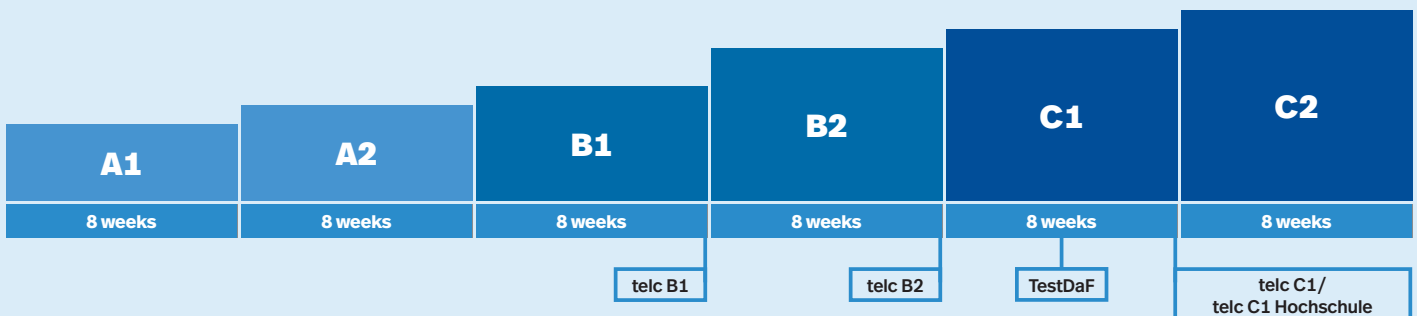 A1
A2
B1
B2
C1
C2
8 weeks
8 weeks
8 weeks
8 weeks
8 weeks
8 weeks
telc B1
telc B2
TestDaF
telc C1/
telc C1 Hochschule